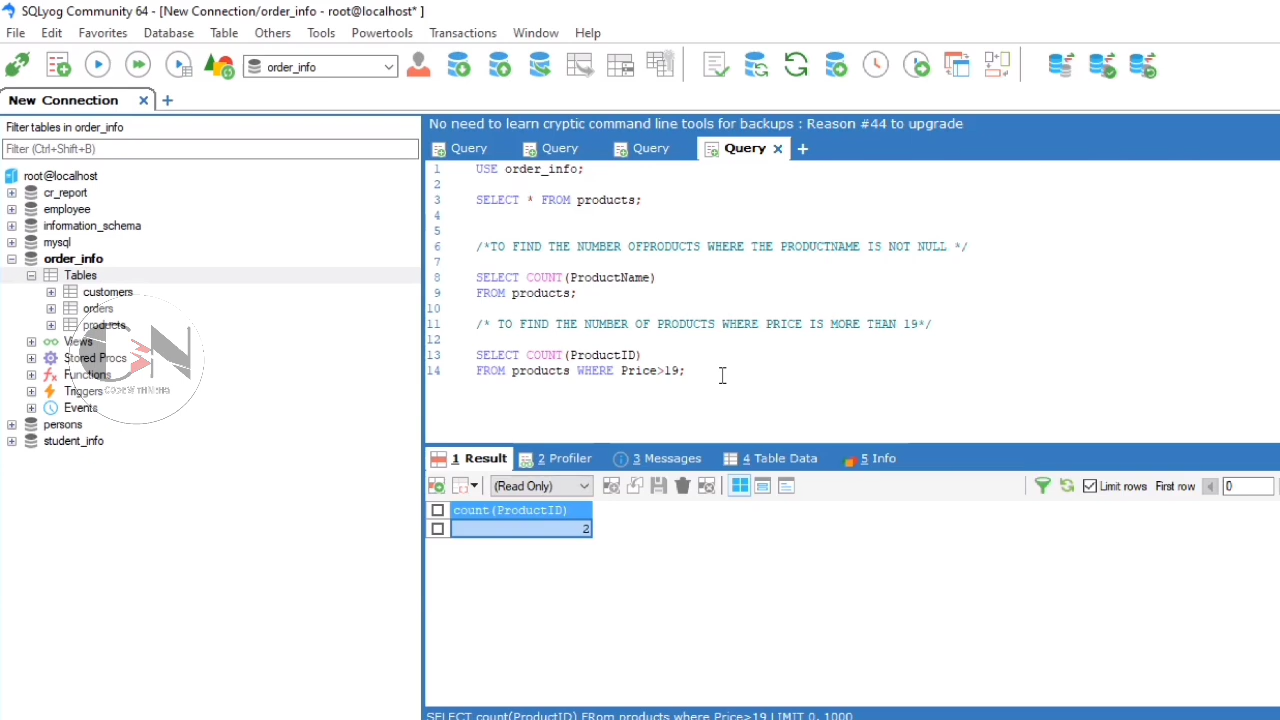 SQLyog Community 64 - [New Connection/order_info - root@localhost* ]
File Edit Favorites Database Table Others Tools Powertools Transactions Window Help
order_info
New Connection
Filter tables in order_info
Filter (Ctrl+Shift+B)
root@localhost
cr_report
employee
information_schema
mysql
order_info
Tables
customers
orders
products
Views
Stored Procs
Functions
Triggers
Events
persons
student_info
No need to learn cryptic command line tools for backups : Reason #44 to upgrade
Query Query Query Query
1 USE order_info;
2
3 SELECT * FROM products;
4
5
6 /*TO FIND THE NUMBER OFPRODUCTS WHERE THE PRODUCTNAME IS NOT NULL */
7
8 SELECT COUNT(ProductName)
9 FROM products;
10
11 /* TO FIND THE NUMBER OF PRODUCTS WHERE PRICE IS MORE THAN 19*/
12
13 SELECT COUNT(ProductID)
14 FROM products WHERE Price>19;
1 Result 2 Profiler 3 Messages 4 Table Data 5 Info
(Read Only) Limit rows First row 0
count(ProductID)
2
SELECT count(ProductID) FRom products where Price>19 LIMIT 0, 1000